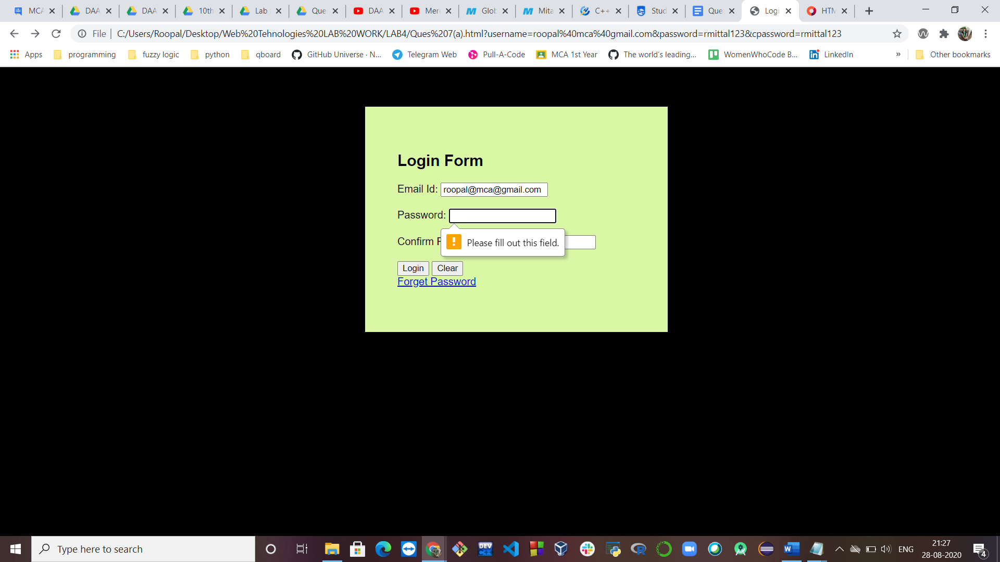 MCA DAA DAA 10th Lab Que DAA Mer Glob Mita C++ Stud Que Logi HTM
File | C:/Users/Roopal/Desktop/Web%20Tehnologies%20LAB%20WORK/LAB4/Ques%207(a).html?username=roopal%40mca%40gmail.com&password=rmittal123&cpassword=rmittal123
Apps programming fuzzy logic python qboard GitHub Universe · N... Telegram Web Pull-A-Code MCA 1st Year The world's leading... WomenWhoCode B... LinkedIn » Other bookmarks
Login Form
Email Id: roopal@mca@gmail.com
Password:
Confirm
Please fill out this field.
Login Clear
Forget Password
Type here to search
DEV C++
ENG
21:27
28-08-2020
4